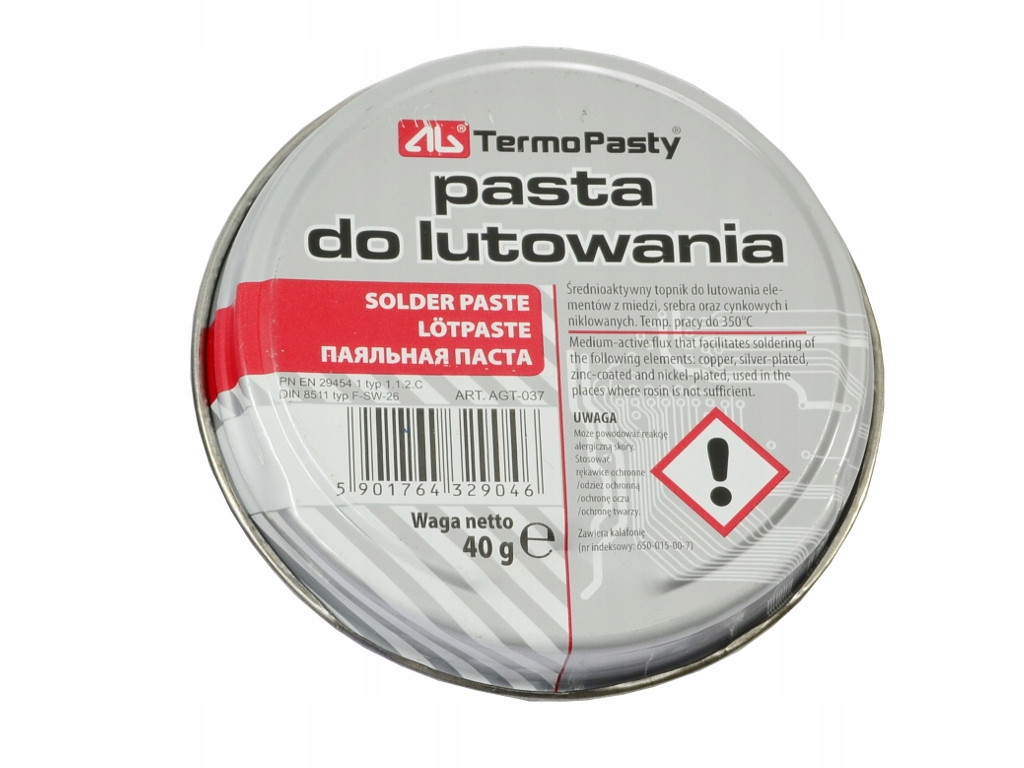 AG® TermoPasty®
pasta
do lutowania
SOLDER PASTE
LÖTPASTE
ПАЯЛЬНАЯ ПАСТА
PN EN 29454 1 typ 1.1.2.C
DIN 8511 typ F-SW-26 ART. AGT-037
5 901764 329046
Waga netto
40 g ℮
Średnioaktywny topnik do lutowania ele-
mentów z miedzi, srebra oraz cynkowych i
niklowanych. Temp. pracy do 350°C
Medium-active flux that facilitates soldering of
the following elements: copper, silver-plated,
zinc-coated and nickel-plated, used in the
places where rosin is not sufficient.
UWAGA
Może powodować reakcję
alergiczną skóry.
Stosować
rękawice ochronne
/odzież ochronną
/ochronę oczu
/ochronę twarzy.
Zawiera kalafonię
(nr indeksowy: 650-015-00-7)